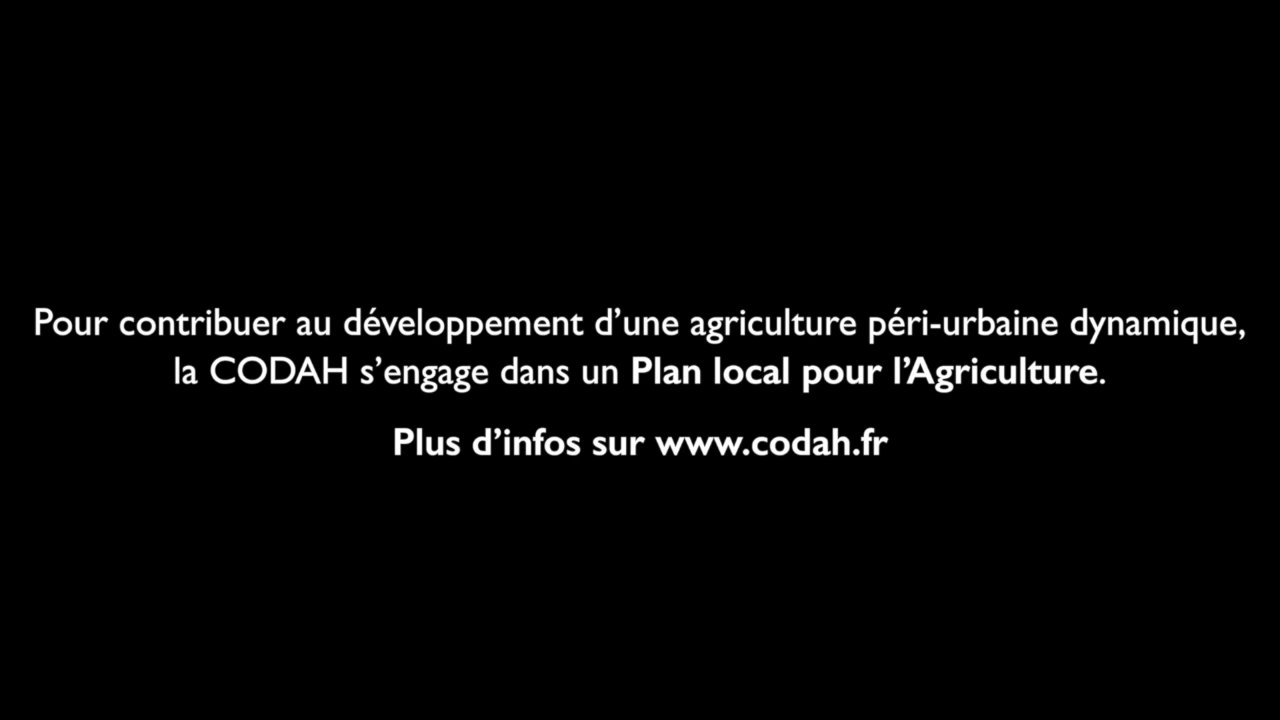 Pour contribuer au développement d’une agriculture péri-urbaine dynamique,
la CODAH s’engage dans un Plan local pour l’Agriculture.
Plus d’infos sur www.codah.fr